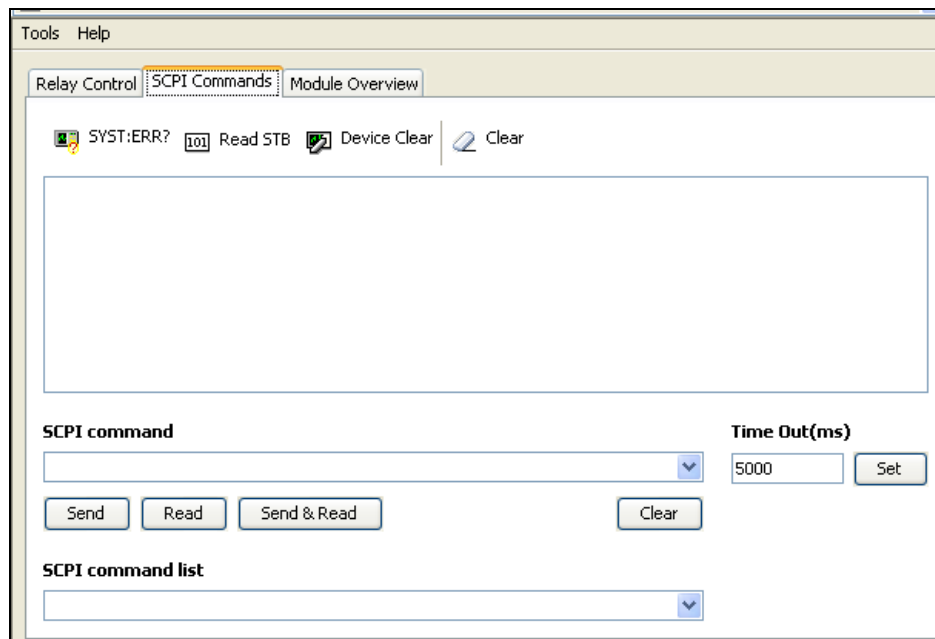 Tools Help
Relay Control SCPI Commands Module Overview
SYST:ERR? 101 Read STB Device Clear Clear
SCPI command Time Out(ms)
5000 Set
Send Read Send & Read Clear
SCPI command list